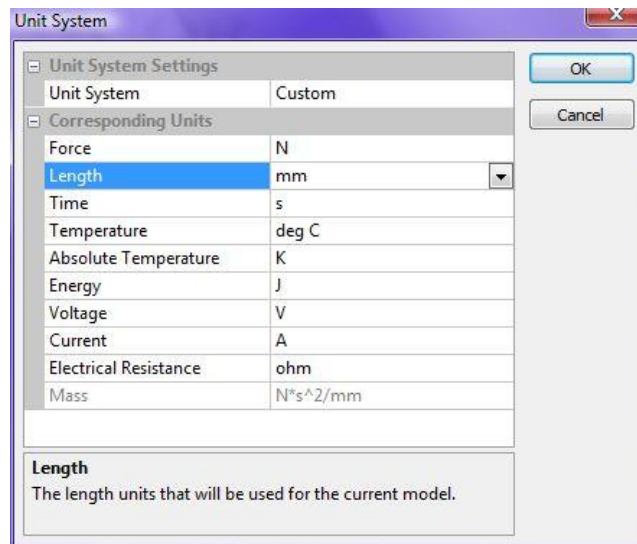 Unit System
Unit System Settings
Unit System Custom
Corresponding Units
Force N
Length mm
Time s
Temperature deg C
Absolute Temperature K
Energy J
Voltage V
Current A
Electrical Resistance ohm
Mass N*s^2/mm
Length
The length units that will be used for the current model.
OK
Cancel